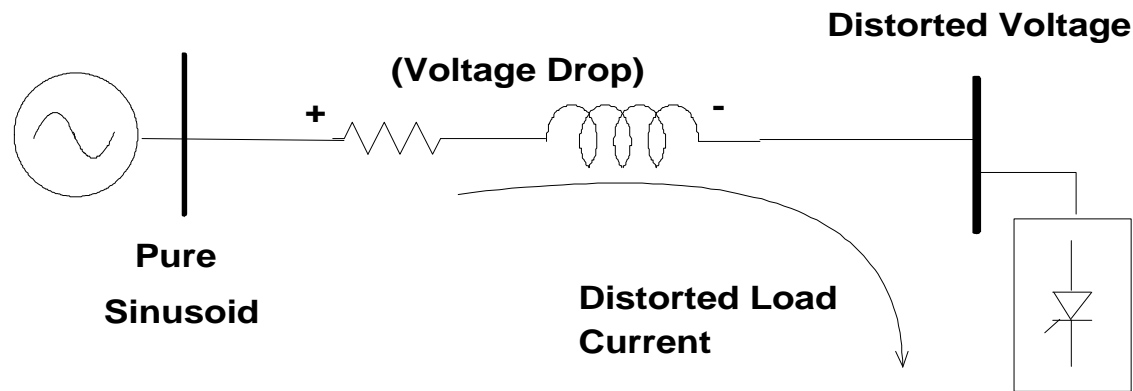 Distorted Voltage
(Voltage Drop)
+
-
Pure
Sinusoid
Distorted Load
Current